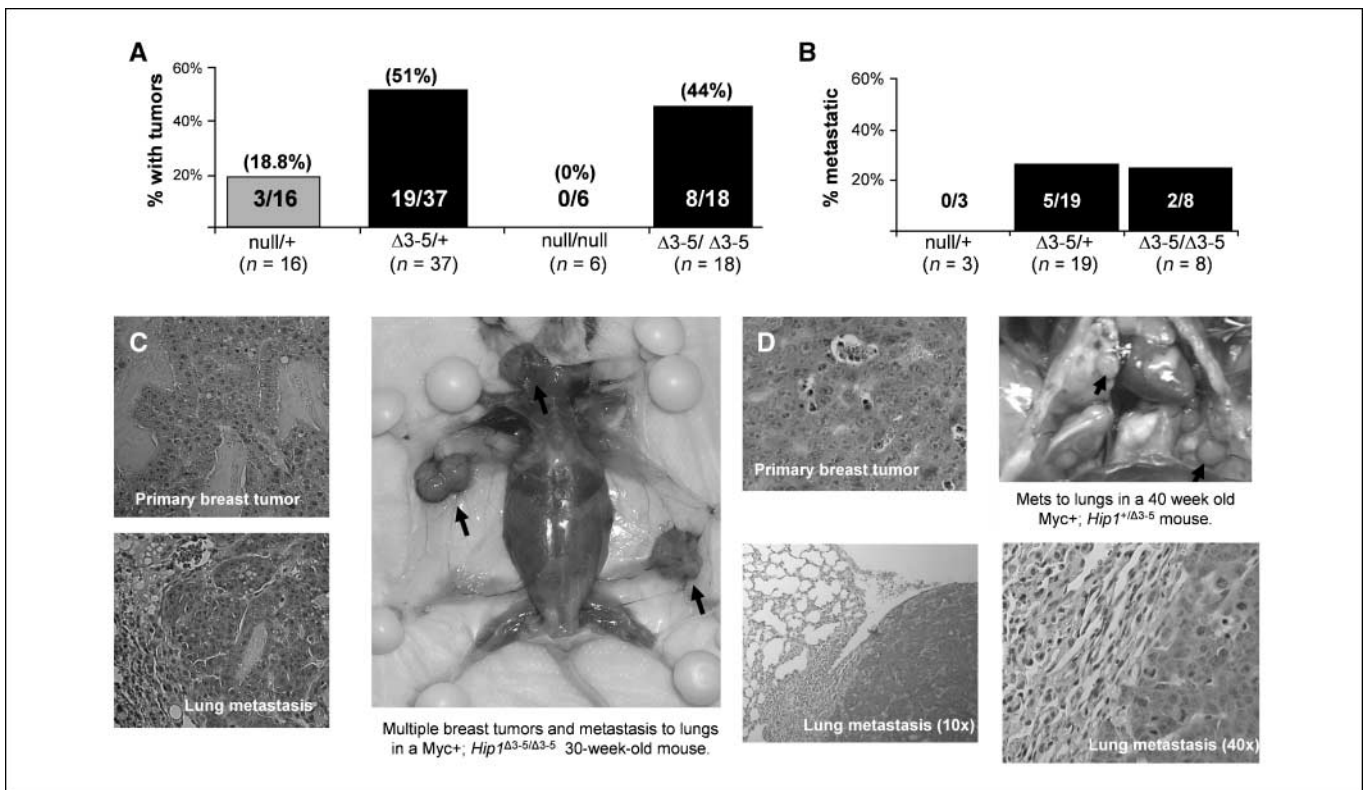 A
% with tumors
60%
40%
20%
(18.8%)
3/16
(51%)
19/37
(0%)
0/6
(44%)
8/18
null/+
(n = 16)
Δ3-5/+
(n = 37)
null/null
(n = 6)
Δ3-5/ Δ3-5
(n = 18)
B
% metastatic
60%
40%
20%
0/3
5/19
2/8
null/+
(n = 3)
Δ3-5/+
(n = 19)
Δ3-5/Δ3-5
(n = 8)
C
Primary breast tumor
Lung metastasis
Multiple breast tumors and metastasis to lungs
in a Myc+; Hip1Δ3-5/Δ3-5 30-week-old mouse.
D
Primary breast tumor
Mets to lungs in a 40 week old
Myc+; Hip1+/Δ3-5 mouse.
Lung metastasis (10x)
Lung metastasis (40x)